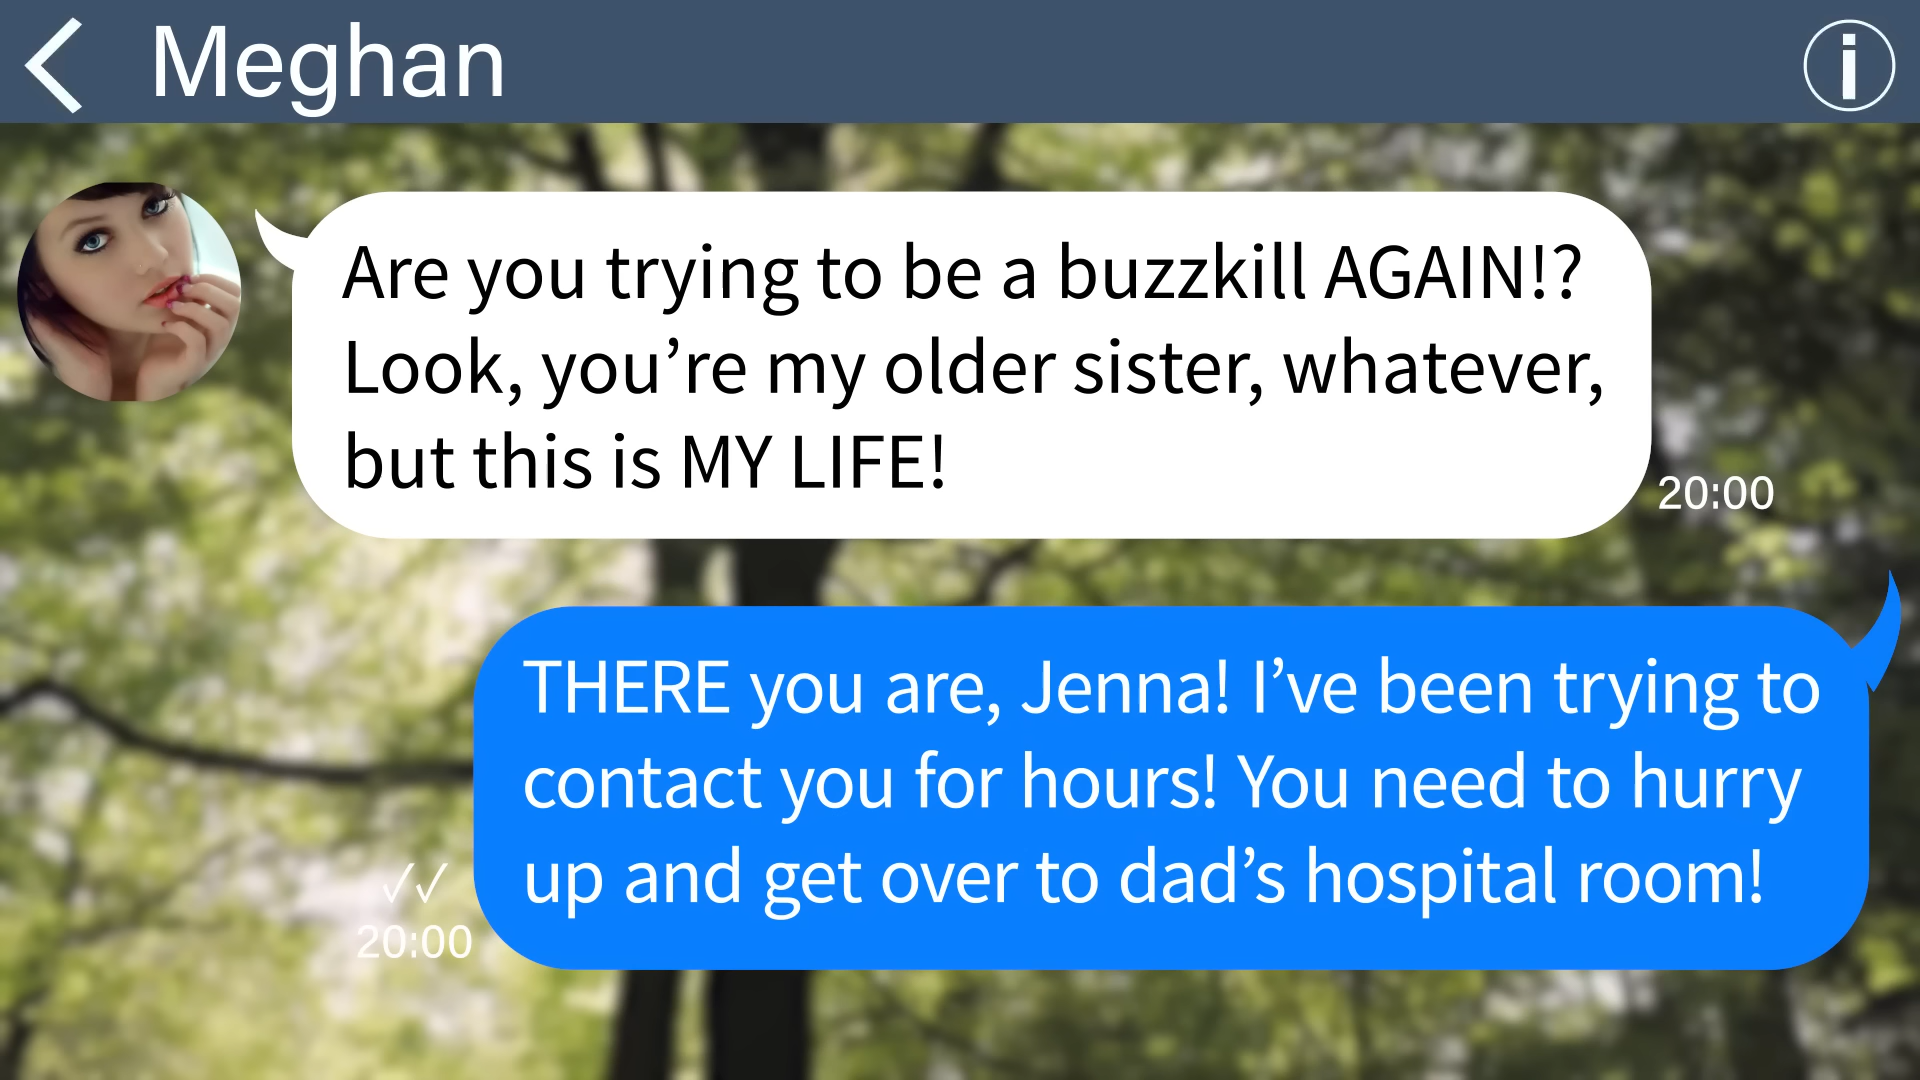 Meghan
Are you trying to be a buzzkill AGAIN!?
Look, you’re my older sister, whatever,
but this is MY LIFE!
20:00
THERE you are, Jenna! I’ve been trying to
contact you for hours! You need to hurry
up and get over to dad’s hospital room!
20:00